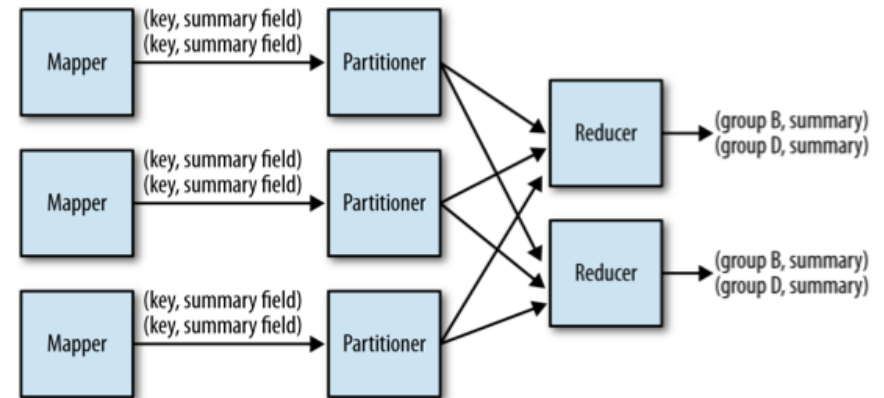 (key, summary field)
(key, summary field)
Mapper
Partitioner
Reducer
(group B, summary)
(group D, summary)
(key, summary field)
(key, summary field)
Mapper
Partitioner
Reducer
(group B, summary)
(group D, summary)
(key, summary field)
(key, summary field)
Mapper
Partitioner